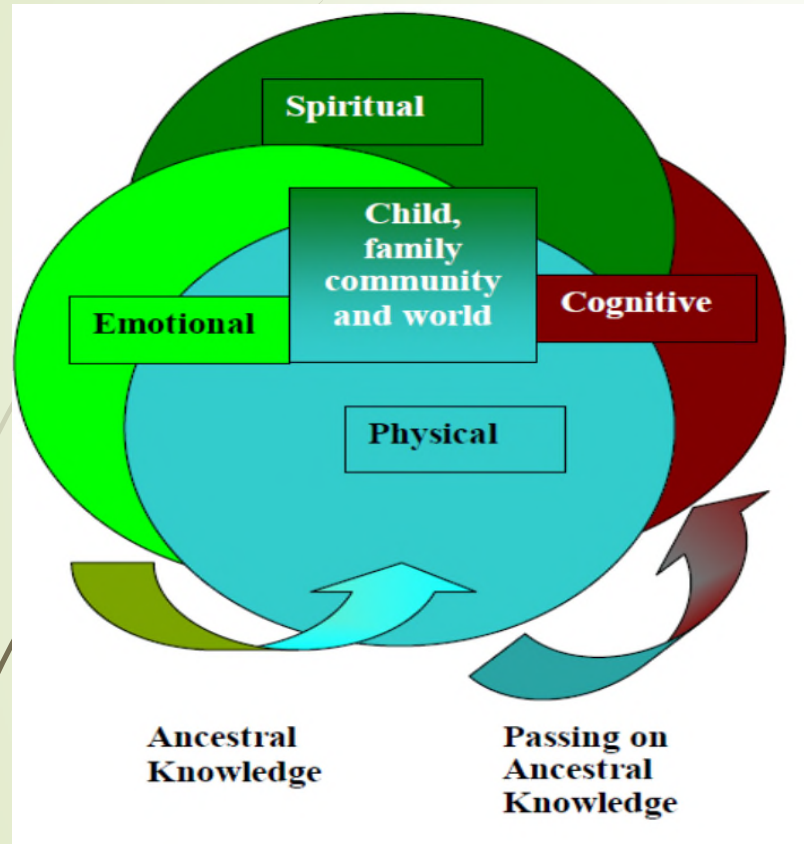 Spiritual
Child,
family
community
and world
Emotional
Cognitive
Physical
Ancestral
Knowledge
Passing on
Ancestral
Knowledge